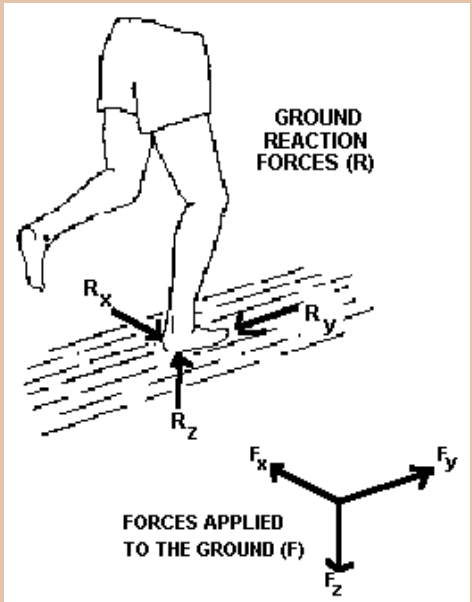 GROUND
REACTION
FORCES (R)
Rx
Ry
Rz
Fx
Fy
FORCES APPLIED
TO THE GROUND (F)
Fz